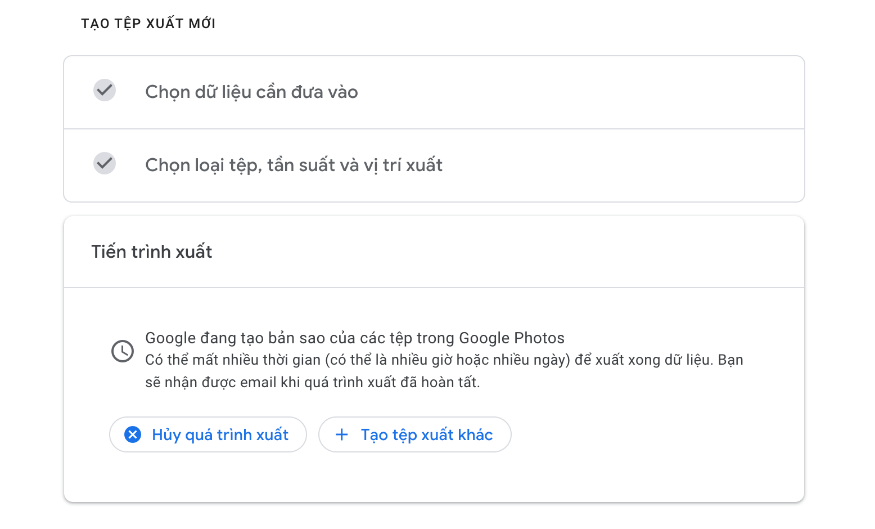 TẠO TỆP XUẤT MỚI
Chọn dữ liệu cần đưa vào
Chọn loại tệp, tần suất và vị trí xuất
Tiến trình xuất
Google đang tạo bản sao của các tệp trong Google Photos
Có thể mất nhiều thời gian (có thể là nhiều giờ hoặc nhiều ngày) để xuất xong dữ liệu. Bạn
sẽ nhận được email khi quá trình xuất đã hoàn tất.
Hủy quá trình xuất
Tạo tệp xuất khác